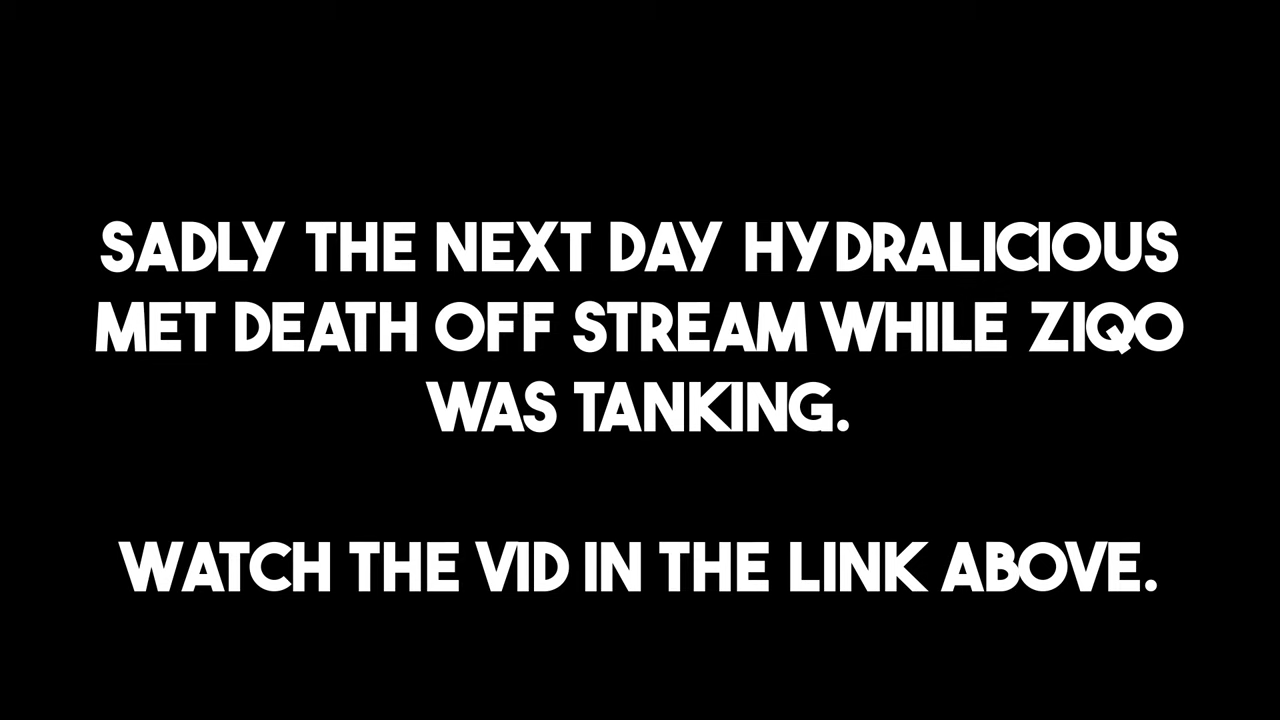 SADLY THE NEXT DAY HYDRALICIOUS
MET DEATH OFF STREAM WHILE ZIQO
WAS TANKING.
WATCH THE VID IN THE LINK ABOVE.